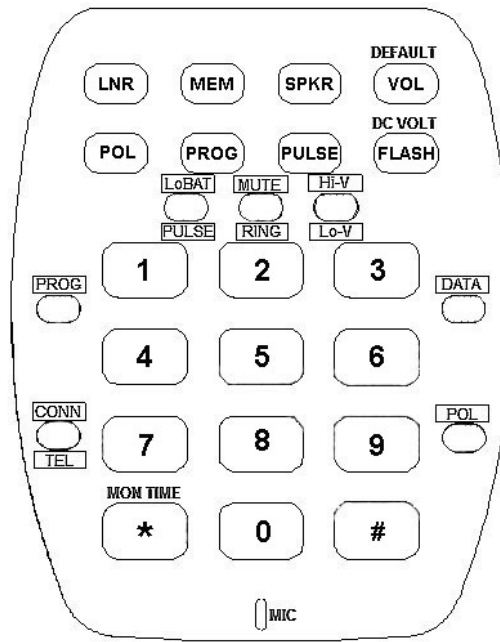 DEFAULT
LNR MEM SPKR VOL
DC VOLT
POL PROG PULSE FLASH
LoBAT MUTE Hi-V
PULSE RING Lo-V
1 2 3
PROG DATA
4 5 6
CONN POL
7 8 9
TEL
MON TIME
* 0 #
MIC